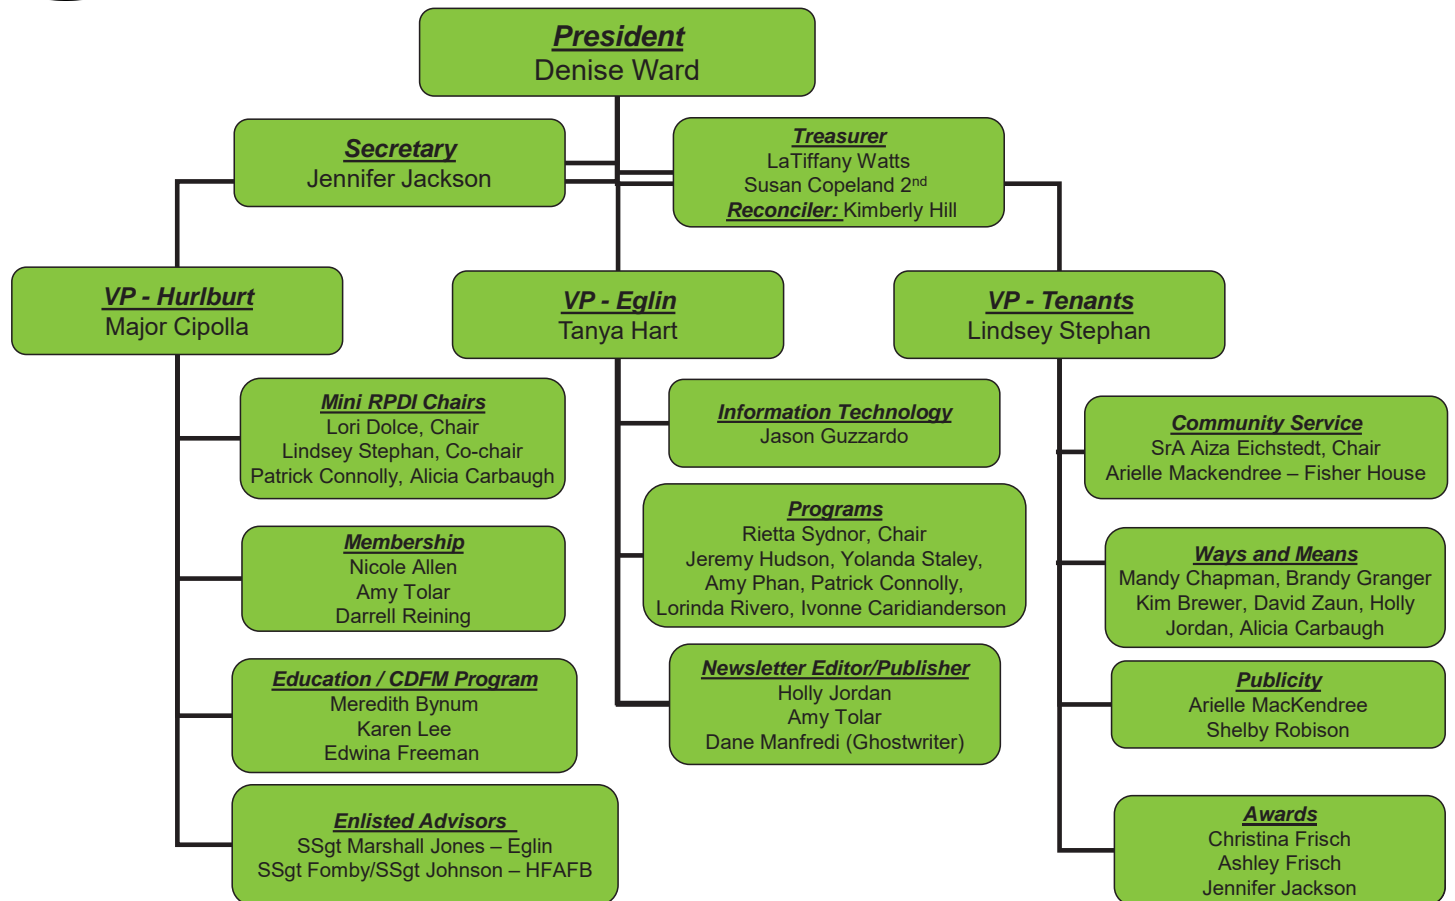 President
Denise Ward
Secretary
Jennifer Jackson
Treasurer
LaTiffany Watts
Susan Copeland 2nd
Reconciler: Kimberly Hill
VP - Hurlburt
Major Cipolla
VP - Eglin
Tanya Hart
VP - Tenants
Lindsey Stephan
Mini RPDI Chairs
Lori Dolce, Chair
Lindsey Stephan, Co-chair
Patrick Connolly, Alicia Carbaugh
Membership
Nicole Allen
Amy Tolar
Darrell Reining
Education / CDFM Program
Meredith Bynum
Karen Lee
Edwina Freeman
Enlisted Advisors
SSgt Marshall Jones – Eglin
SSgt Fomby/SSgt Johnson – HFAFB
Information Technology
Jason Guzzardo
Programs
Rietta Sydnor, Chair
Jeremy Hudson, Yolanda Staley,
Amy Phan, Patrick Connolly,
Lorinda Rivero, Ivonne Caridianderson
Newsletter Editor/Publisher
Holly Jordan
Amy Tolar
Dane Manfredi (Ghostwriter)
Community Service
SrA Aiza Eichstedt, Chair
Arielle Mackendree – Fisher House
Ways and Means
Mandy Chapman, Brandy Granger
Kim Brewer, David Zaun, Holly
Jordan, Alicia Carbaugh
Publicity
Arielle MacKendree
Shelby Robison
Awards
Christina Frisch
Ashley Frisch
Jennifer Jackson